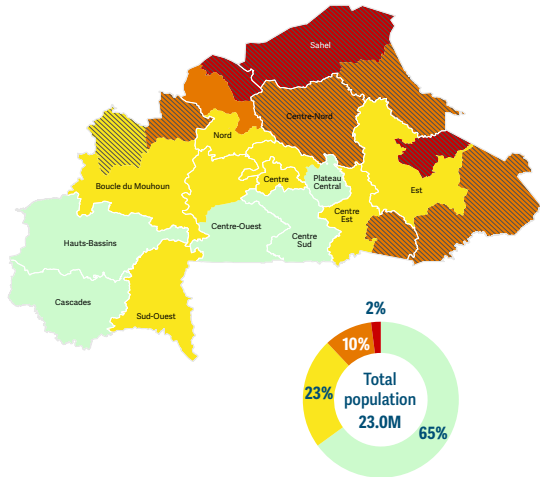 Sahel
Centre-Nord
Nord
Boucle du Mouhoun
Centre
Plateau
Central
Est
Centre
Est
Centre-Ouest
Centre
Sud
Hauts-Bassins
Cascades
Sud-Ouest
2%
10%
23%
Total
population
23.0M
65%